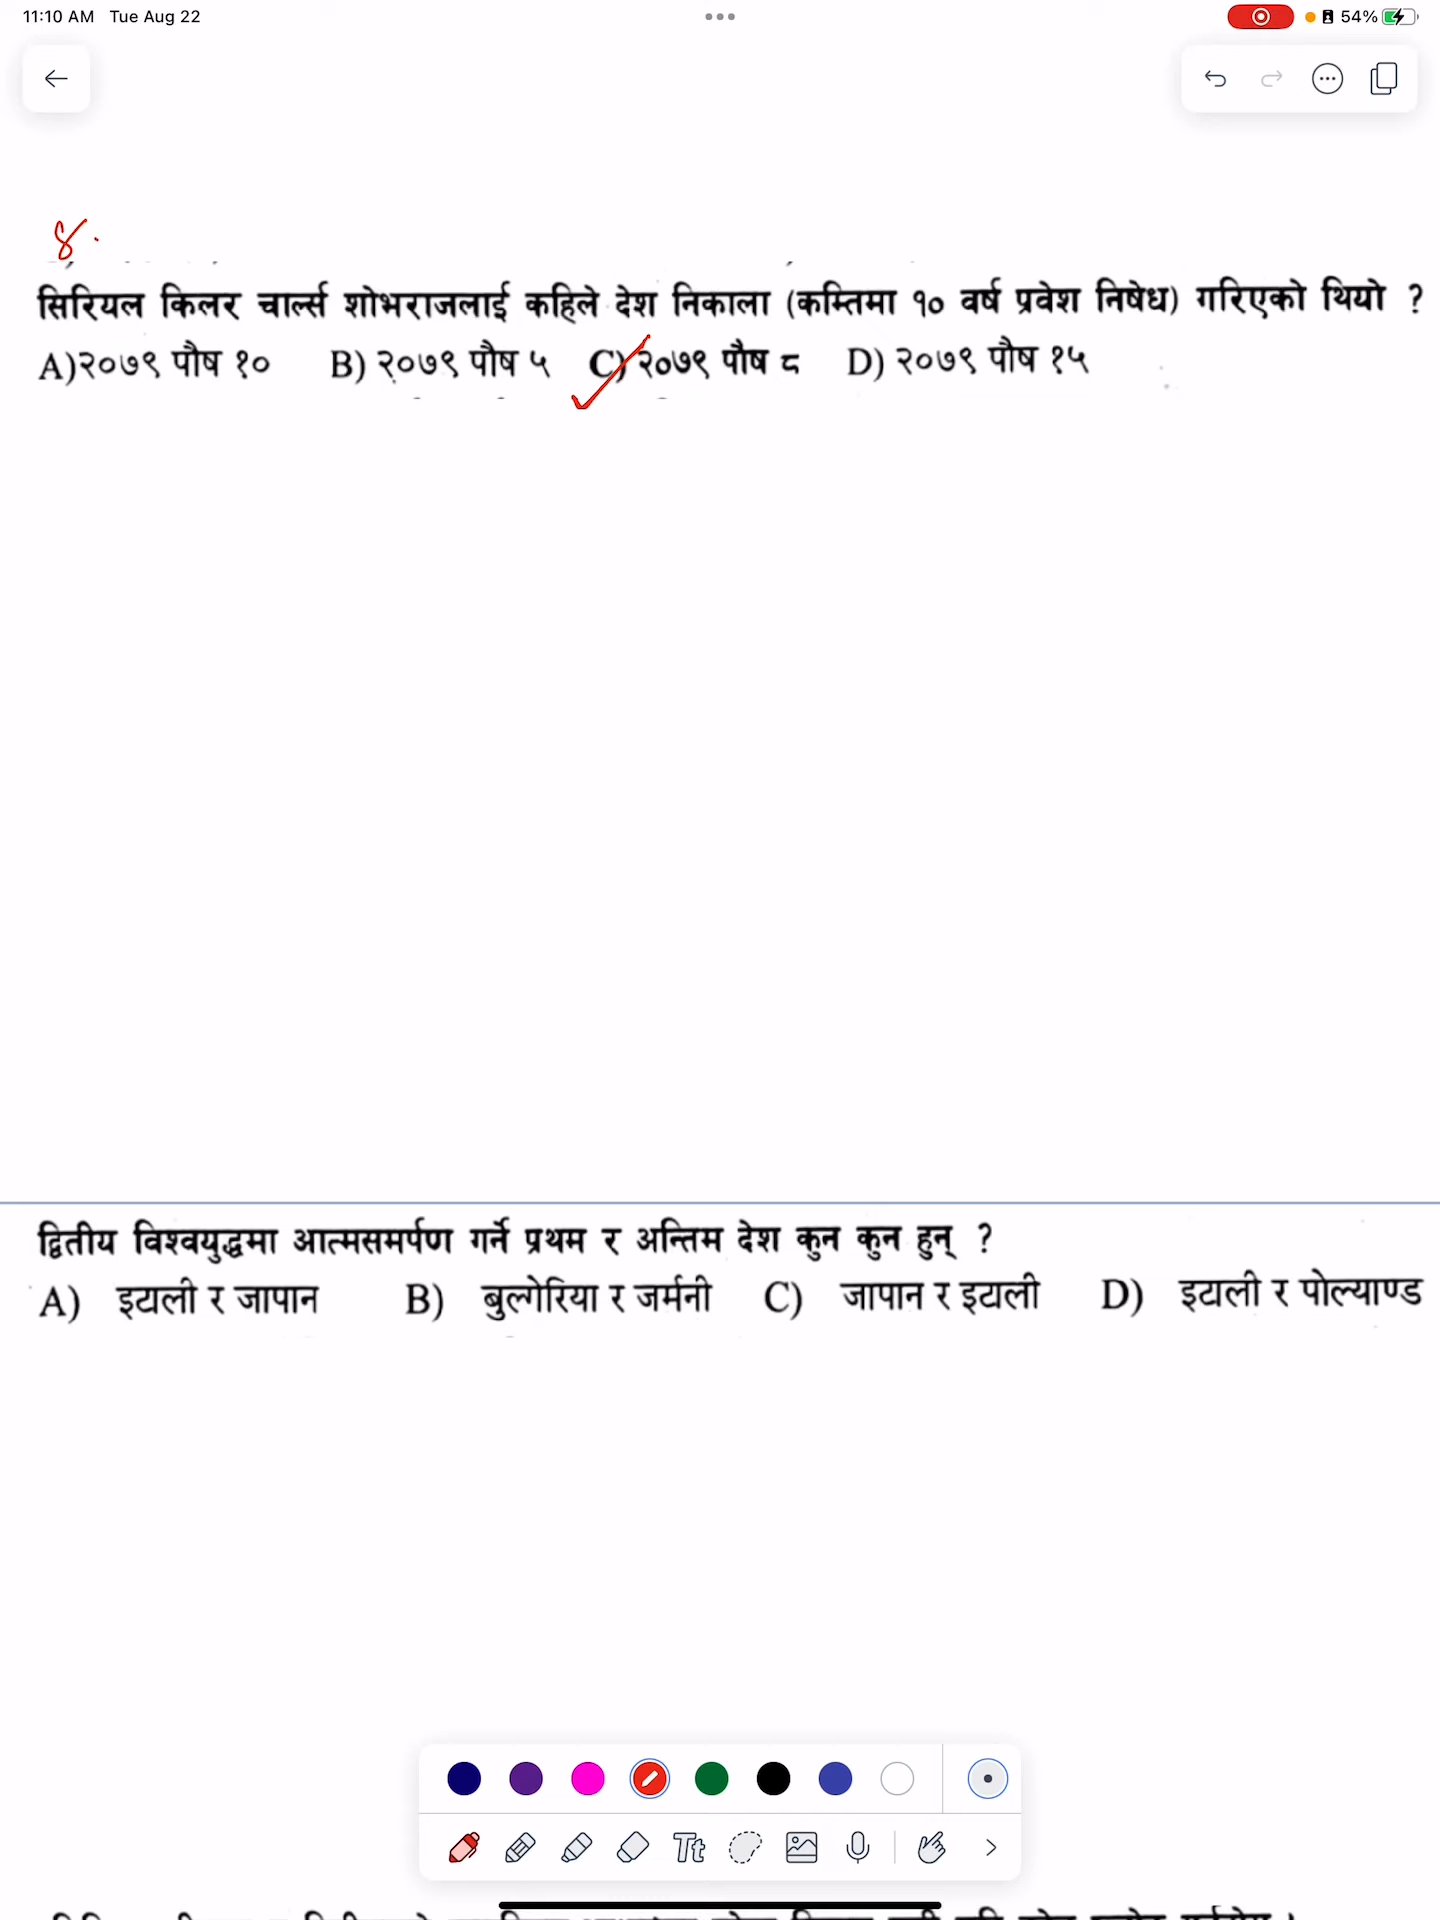 11:10 AM Tue Aug 22
54%
8.
सिरियल किलर चार्ल्स शोभराजलाई कहिले देश निकाला (कम्तिमा १० वर्ष प्रवेश निषेध) गरिएको थियो ?
A)२०७९ पौष १० B) २०७९ पौष ५ C) २०७९ पौष ८ D) २०७९ पौष १५
द्वितीय विश्वयुद्धमा आत्मसमर्पण गर्ने प्रथम र अन्तिम देश कुन कुन हुन् ?
A) इटाली र जापान B) बुल्गेरिया र जर्मनी C) जापान र इटाली D) इटाली र पोल्याण्ड
Tt